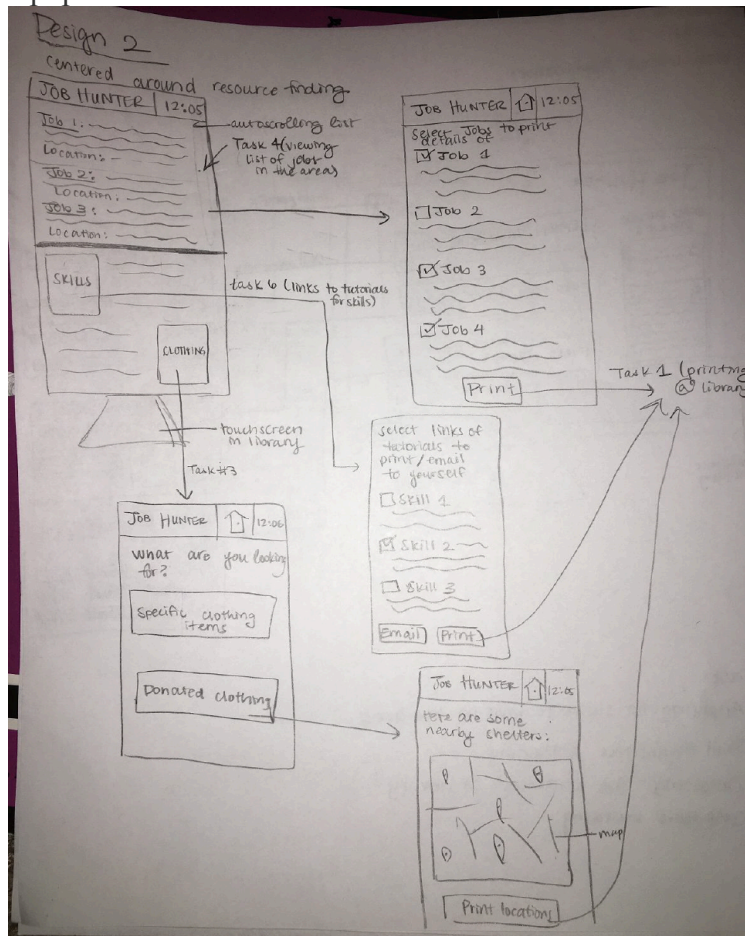 Design 2
centered around resource finding
JOB HUNTER 12:05
Job 1:
Location:
Job 2:
Location:
Job 3:
Location:
autoscrolling list
Task 4 (viewing
list of jobs
in the area)
SKILLS
CLOTHING
task 6 (links to tutorials
for skills)
touchscreen
in library
Task #3
JOB HUNTER 12:05
Select Jobs to print
details of
Job 1
Job 2
Job 3
Job 4
Print
Task 1 (printing
@ library
select links of
tutorials to
print/email
to yourself
Skill 1
Skill 2
Skill 3
Email Print
JOB HUNTER 12:05
what are you looking
for?
Specific clothing
items
Donated clothing
JOB HUNTER 12:05
Here are some
nearby shelters:
map
Print locations